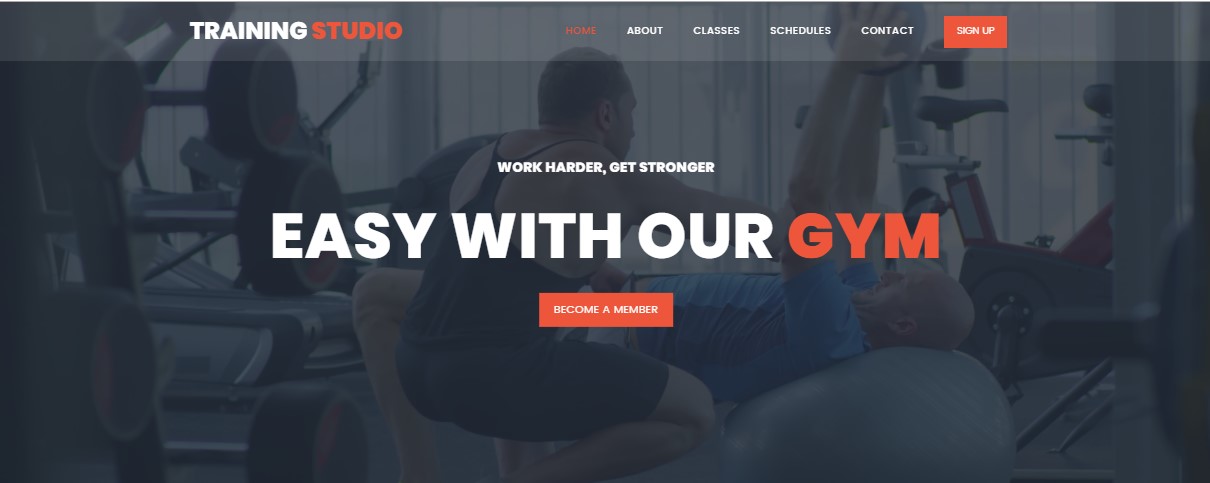 TRAINING STUDIO
HOME ABOUT CLASSES SCHEDULES CONTACT SIGN UP
WORK HARDER, GET STRONGER
EASY WITH OUR GYM
BECOME A MEMBER